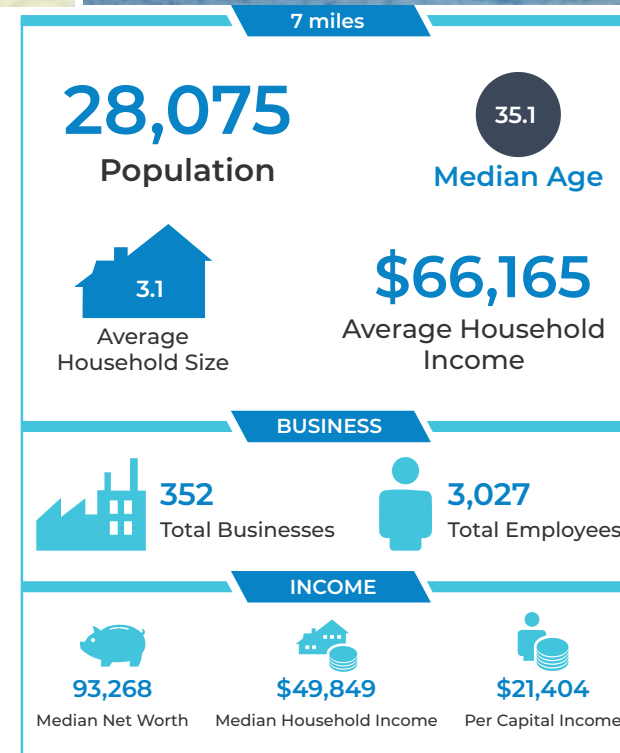 7 miles
28,075
Population
35.1
Median Age
3.1
Average
Household Size
$66,165
Average Household
Income
BUSINESS
352
Total Businesses
3,027
Total Employees
INCOME
93,268
Median Net Worth
$49,849
Median Household Income
$21,404
Per Capital Income